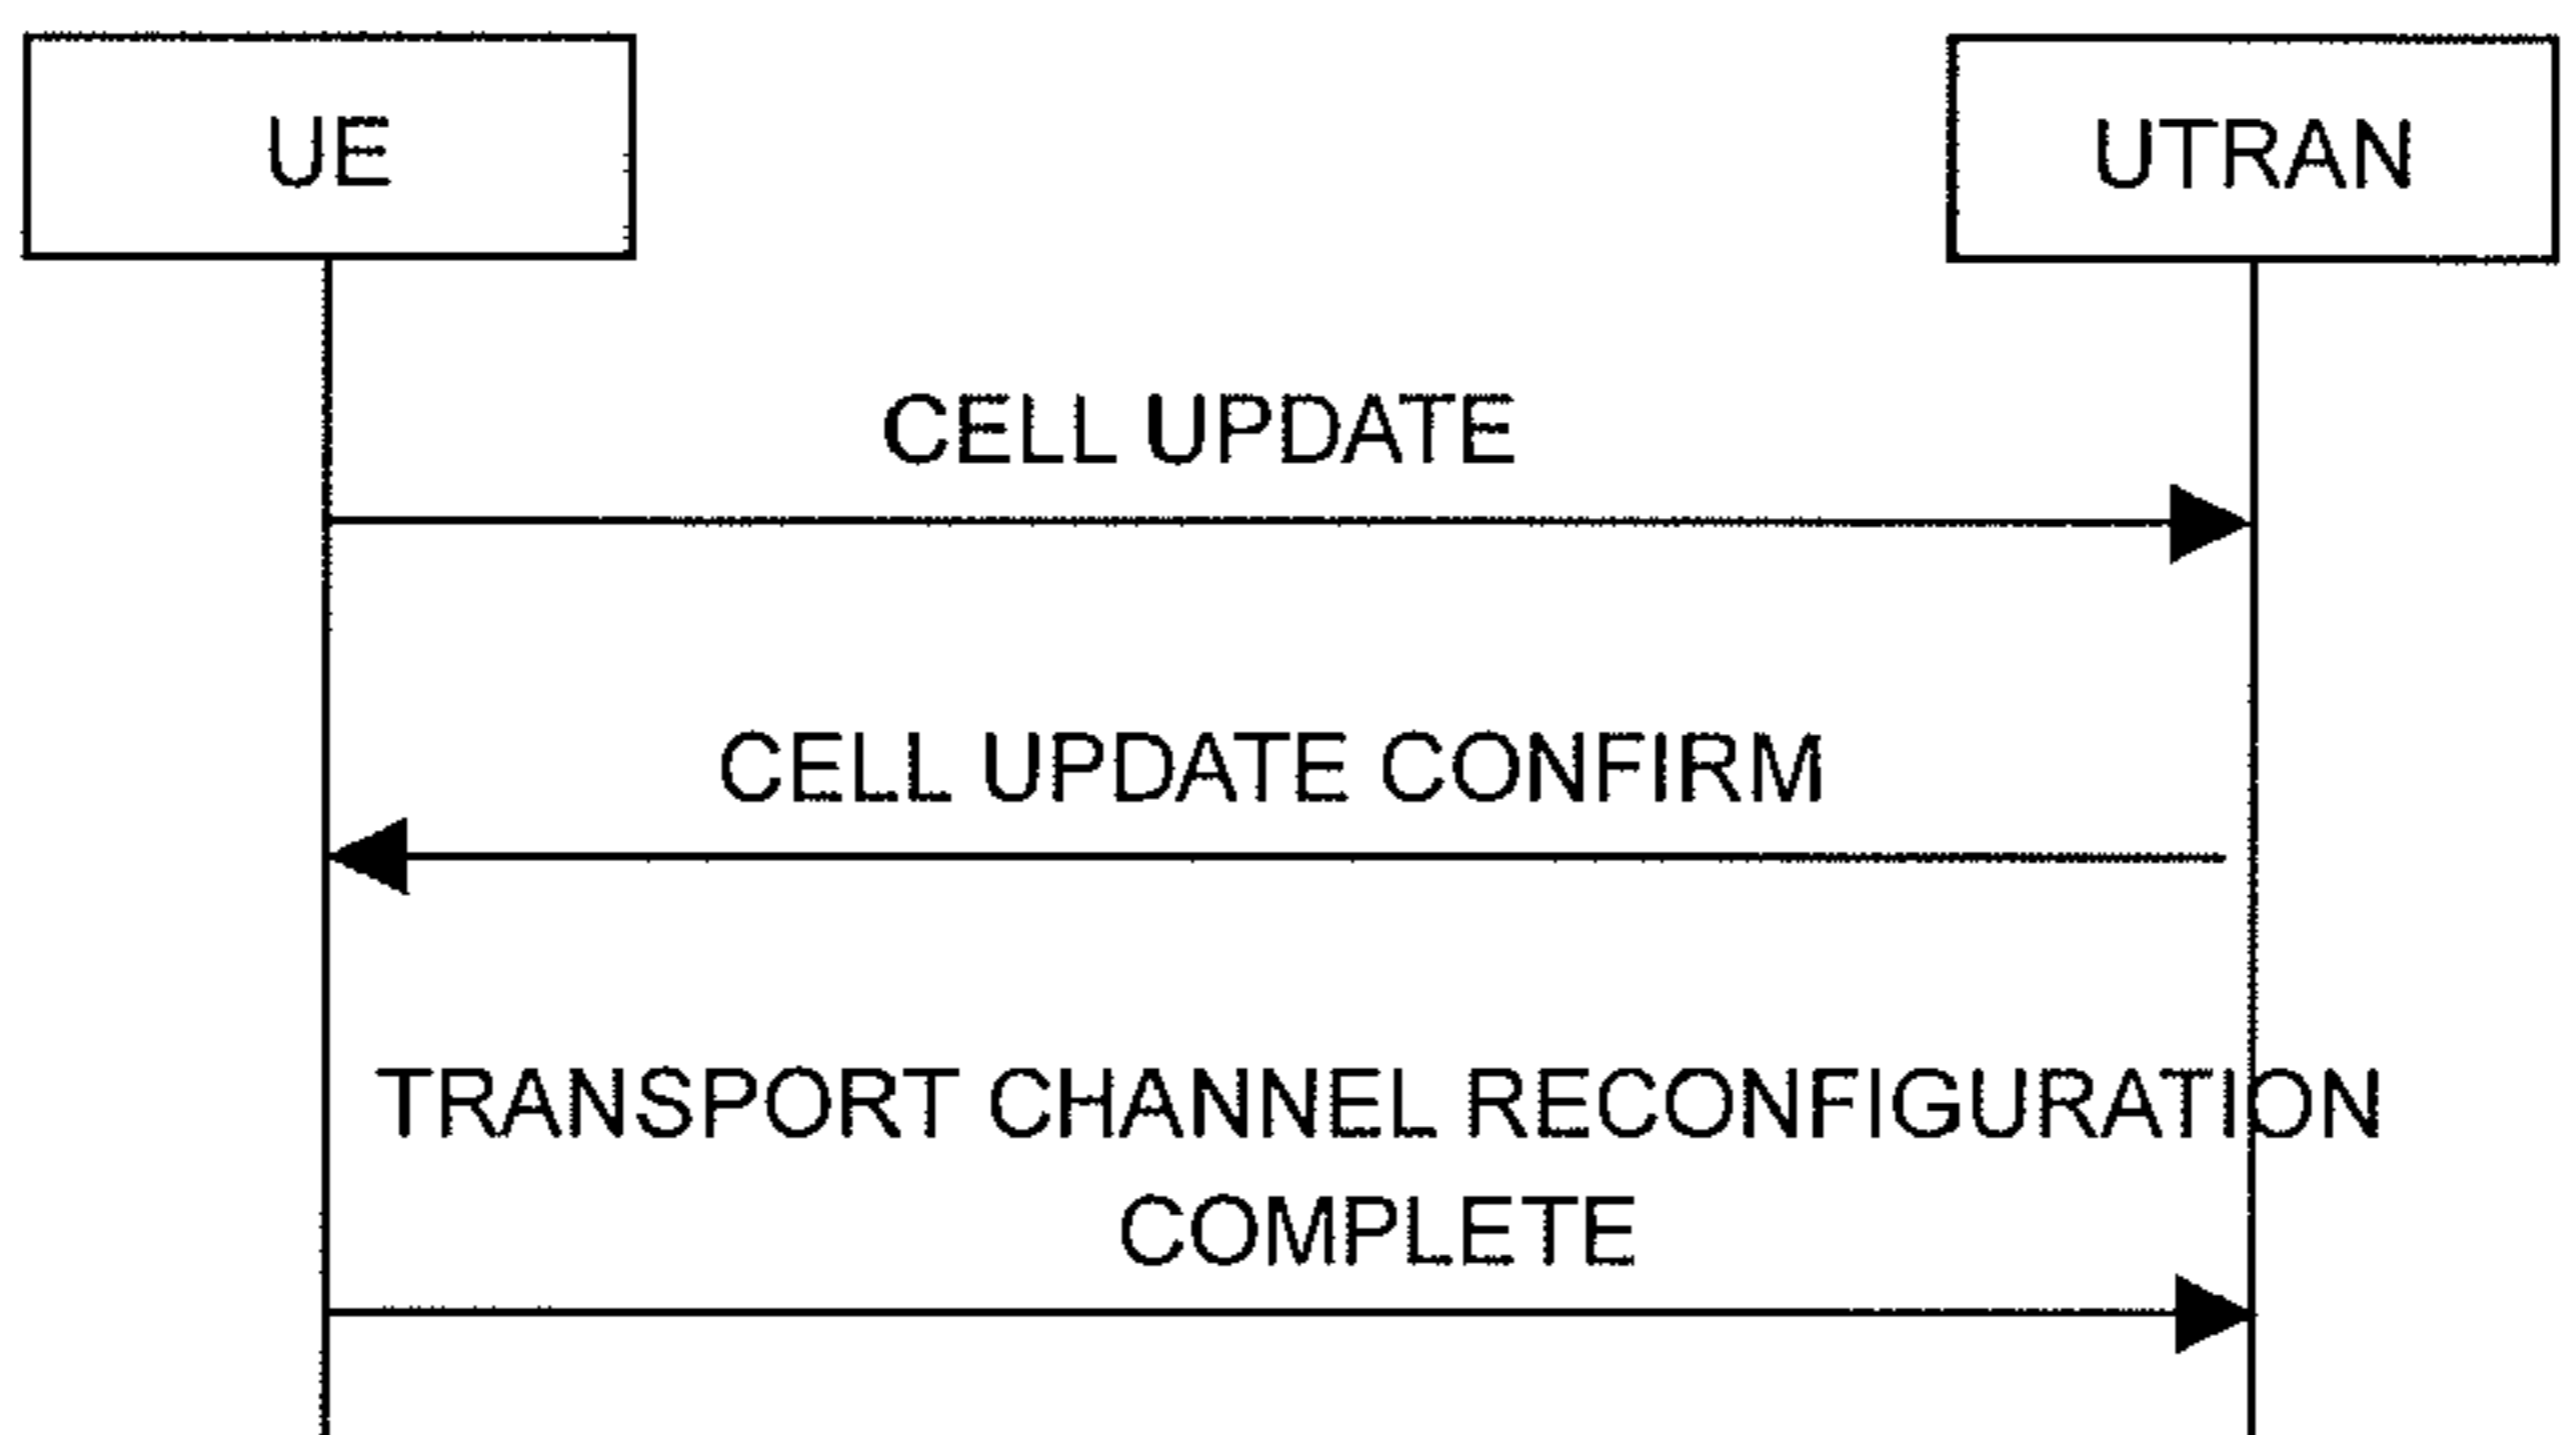 UE
UTRAN
CELL UPDATE
CELL UPDATE CONFIRM
TRANSPORT CHANNEL RECONFIGURATION
COMPLETE